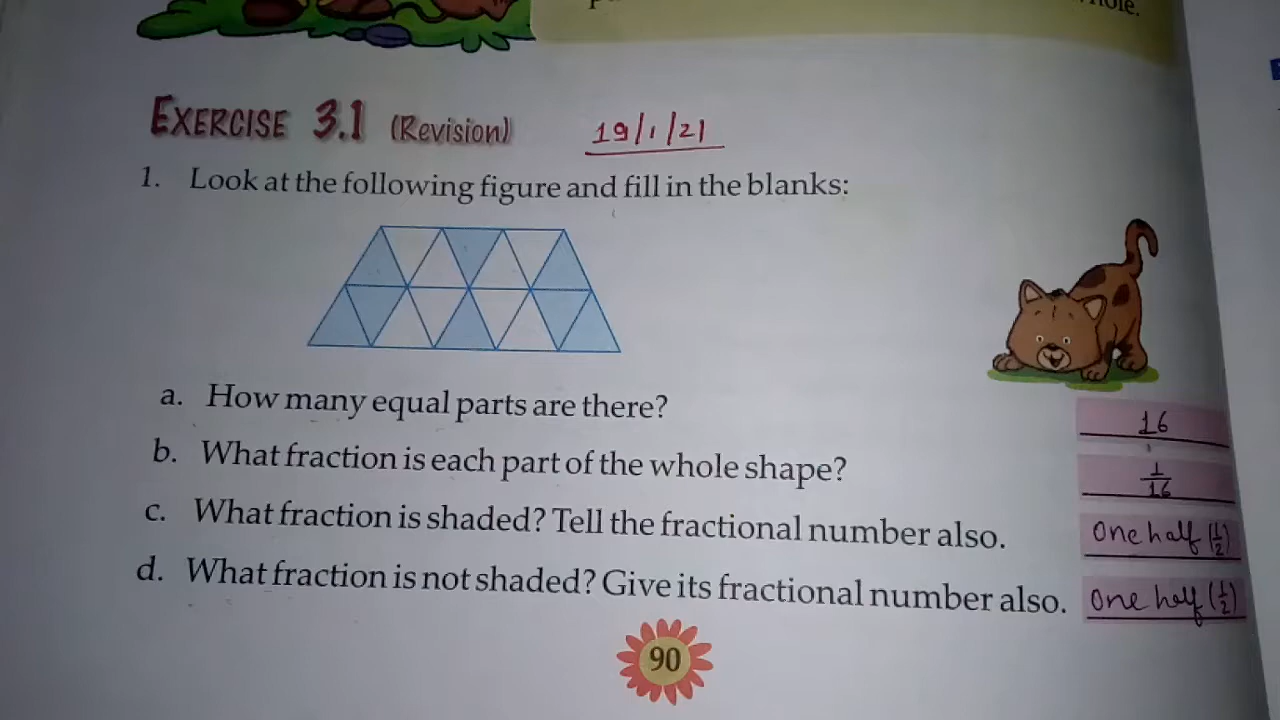 EXERCISE 3.1 (Revision) 19/1/21
1. Look at the following figure and fill in the blanks:
a. How many equal parts are there? 16
b. What fraction is each part of the whole shape? 1/16
c. What fraction is shaded? Tell the fractional number also. One half (1/2)
d. What fraction is not shaded? Give its fractional number also. One half (1/2)
90